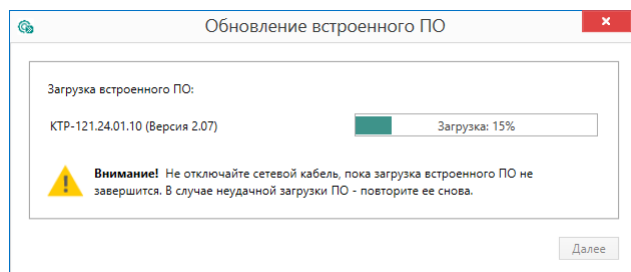 Обновление встроенного ПО
Загрузка встроенного ПО:
КТР-121.24.01.10 (Версия 2.07)
Загрузка: 15%
Внимание! Не отключайте сетевой кабель, пока загрузка встроенного ПО не
завершится. В случае неудачной загрузки ПО - повторите ее снова.
Далее